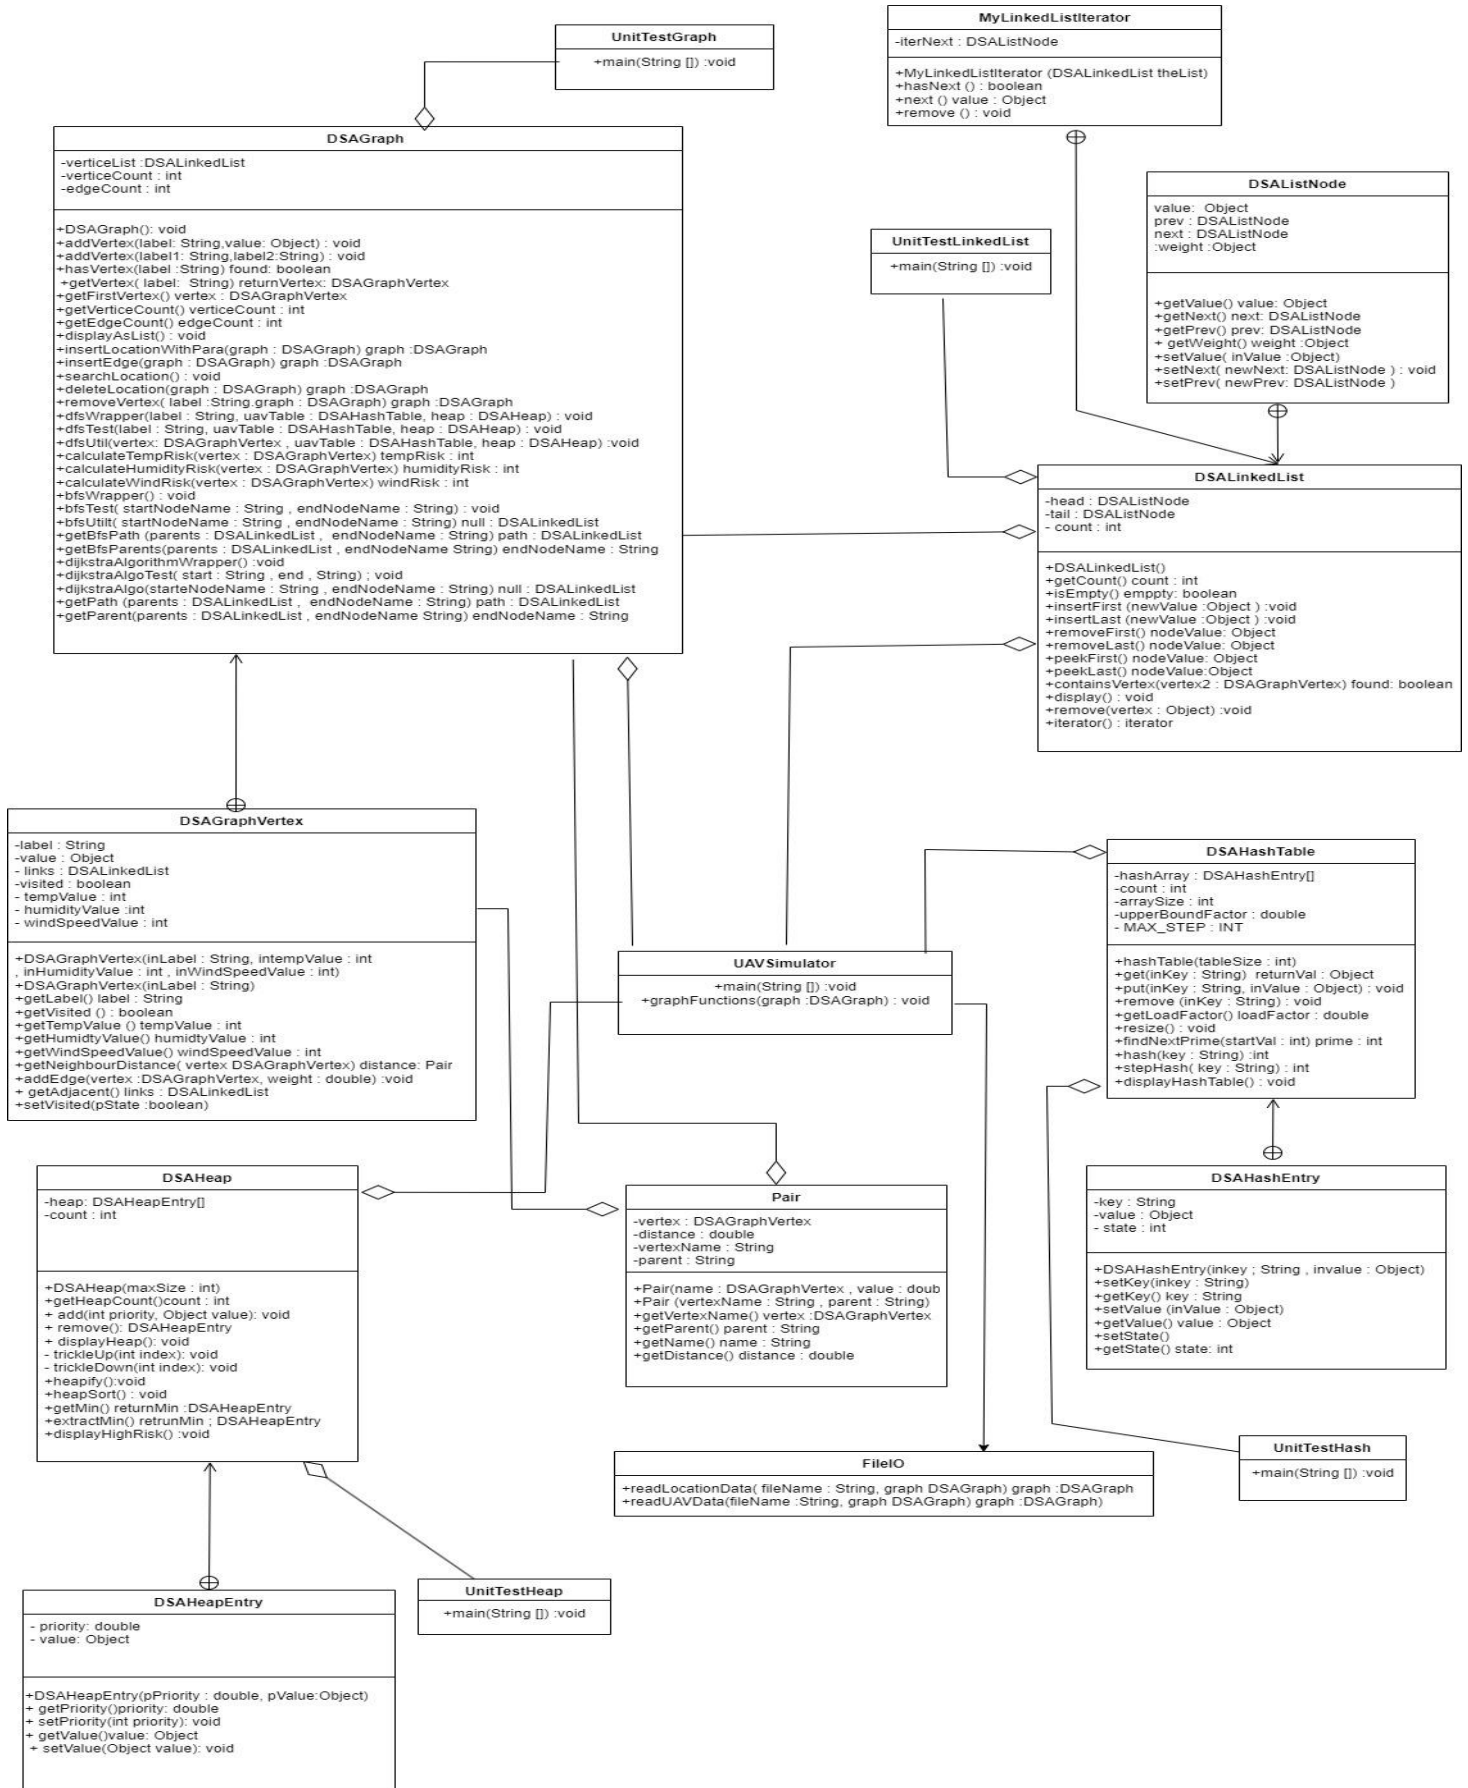 UnitTestGraph
+main(String []) :void
MyLinkedListIterator
-iterNext : DSAListNode
+MyLinkedListIterator (DSALinkedList theList)
+hasNext () : boolean
+next () value : Object
+remove () : void
DSAGraph
-verticeList :DSALinkedList
-verticeCount : int
-edgeCount : int
+DSAGraph(): void
+addVertex(label: String,value: Object) : void
+addVertex(label1: String,label2:String) : void
+hasVertex(label :String) found: boolean
+getVertex( label:  String) returnVertex: DSAGraphVertex
+getFirstVertex() vertex : DSAGraphVertex
+getVerticeCount() verticeCount : int
+getEdgeCount() edgeCount : int
+displayAsList() : void
+insertLocationWithPara(graph : DSAGraph) graph :DSAGraph
+insertEdge(graph : DSAGraph) graph :DSAGraph
+searchLocation() : void
+deleteLocation(graph : DSAGraph) graph :DSAGraph
+removeVertex( label :String.graph : DSAGraph) graph :DSAGraph
+dfsWrapper(label : String, uavTable : DSAHashTable, heap : DSAHeap) : void
+dfsTest(label : String, uavTable : DSAHashTable, heap : DSAHeap) : void
+dfsUtil(vertex: DSAGraphVertex , uavTable : DSAHashTable, heap : DSAHeap) :void
+calculateTempRisk(vertex : DSAGraphVertex) tempRisk : int
+calculateHumidityRisk(vertex : DSAGraphVertex) humidityRisk : int
+calculateWindRisk(vertex : DSAGraphVertex) windRisk : int
+bfsWrapper() : void
+bfsTest( startNodeName : String , endNodeName : String) : void
+bfsUtilt( startNodeName : String , endNodeName : String) null : DSALinkedList
+getBfsPath (parents : DSALinkedList ,  endNodeName : String) path : DSALinkedList
+getBfsParents(parents : DSALinkedList , endNodeName String) endNodeName : String
+dijkstraAlgorithmWrapper() :void
+dijkstraAlgoTest( start : String , end , String) ; void
+dijkstraAlgo(starteNodeName : String , endNodeName : String) null : DSALinkedList
+getPath (parents : DSALinkedList ,  endNodeName : String) path : DSALinkedList
+getParent(parents : DSALinkedList , endNodeName String) endNodeName : String
DSAListNode
value:  Object
prev : DSAListNode
next : DSAListNode
:weight :Object
+getValue() value: Object
+getNext() next: DSAListNode
+getPrev() prev: DSAListNode
+ getWeight() weight :Object
+setValue( inValue :Object)
+setNext( newNext: DSAListNode ) : void
+setPrev( newPrev: DSAListNode )
UnitTestLinkedList
+main(String []) :void
DSALinkedList
-head : DSAListNode
-tail : DSAListNode
- count : int
+DSALinkedList()
+getCount() count : int
+isEmpty() emppty: boolean
+insertFirst (newValue :Object ) :void
+insertLast (newValue :Object ) :void
+removeFirst() nodeValue: Object
+removeLast() nodeValue: Object
+peekFirst() nodeValue: Object
+peekLast() nodeValue:Object
+containsVertex(vertex2 : DSAGraphVertex) found: boolean
+display() : void
+remove(vertex : Object) :void
+iterator() : iterator
DSAGraphVertex
-label : String
-value : Object
- links : DSALinkedList
-visited : boolean
- tempValue : int
- humidityValue :int
- windSpeedValue : int
+DSAGraphVertex(inLabel : String, intempValue : int
, inHumidityValue : int , inWindSpeedValue : int)
+DSAGraphVertex(inLabel : String)
+getLabel() label : String
+getVisited () : boolean
+getTempValue () tempValue : int
+getHumidtyValue() humidtyValue : int
+getWindSpeedValue() windSpeedValue : int
+getNeighbourDistance( vertex DSAGraphVertex) distance: Pair
+addEdge(vertex :DSAGraphVertex, weight : double) :void
+ getAdjacent() links : DSALinkedList
+setVisited(pState :boolean)
UAVSimulator
+main(String []) :void
+graphFunctions(graph :DSAGraph) : void
DSAHashTable
-hashArray : DSAHashEntry[]
-count : int
-arraySize : int
-upperBoundFactor : double
- MAX_STEP : INT
+hashTable(tableSize : int)
+get(inKey : String)  returnVal : Object
+put(inKey : String, inValue : Object) : void
+remove (inKey : String) : void
+getLoadFactor() loadFactor : double
+resize() : void
+findNextPrime(startVal : int) prime : int
+hash(key : String) :int
+stepHash( key : String) : int
+displayHashTable() : void
DSAHeap
-heap: DSAHeapEntry[]
-count : int
+DSAHeap(maxSize : int)
+getHeapCount()count : int
+ add(int priority, Object value): void
+ remove(): DSAHeapEntry
+ displayHeap(): void
- trickleUp(int index): void
- trickleDown(int index): void
+heapify():void
+heapSort() : void
+getMin() returnMin :DSAHeapEntry
+extractMin() retrunMin ; DSAHeapEntry
+displayHighRisk() :void
Pair
-vertex : DSAGraphVertex
-distance : double
-vertexName : String
-parent : String
+Pair(name : DSAGraphVertex , value : doub
+Pair (vertexName : String , parent : String)
+getVertexName() vertex :DSAGraphVertex
+getParent() parent : String
+getName() name : String
+getDistance() distance : double
DSAHashEntry
-key : String
-value : Object
- state : int
+DSAHashEntry(inkey ; String , invalue : Object)
+setKey(inkey : String)
+getKey() key : String
+setValue (inValue : Object)
+getValue() value : Object
+setState()
+getState() state: int
UnitTestHash
+main(String []) :void
FileIO
+readLocationData( fileName : String, graph DSAGraph) graph :DSAGraph
+readUAVData(fileName :String, graph DSAGraph) graph :DSAGraph)
UnitTestHeap
+main(String []) :void
DSAHeapEntry
- priority: double
- value: Object
+DSAHeapEntry(pPriority : double, pValue:Object)
+ getPriority()priority: double
+ setPriority(int priority): void
+ getValue()value: Object
+ setValue(Object value): void